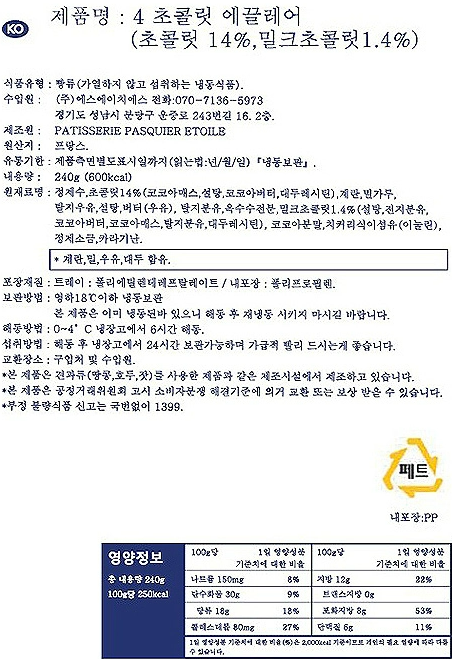 KO
제품명 : 4 초콜릿 에끌레어
(초콜릿 14%,밀크초콜릿1.4%)
식품유형 : 빵류(가열하지 않고 섭취하는 냉동식품).
수입원 : (주)에스에이치에스 전화:070-7136-5973
경기도 성남시 분당구 운중로 243번길 16. 2층.
제조원 : PATISSERIE PASQUIER ETOILE
원산지 : 프랑스.
유통기한 : 제품측면별도표시일까지(읽는법:년/월/일) 『냉동보관』.
내용량 : 240g (600kcal)
원재료명 : 정제수,초콜릿14%(코코아매스,설탕,코코아버터,대두레시틴),계란,밀가루,
탈지우유,설탕,버터(우유), 탈지분유,옥수수전분,밀크초콜릿1.4%(설탕,전지분유,
코코아버터,코코아매스,탈지분유,대두레시틴), 코코아분말,치커리식이섬유(이눌린),
정제소금,카라기난.
* 계란,밀,우유,대두 함유.
포장재질 : 트레이 : 폴리에틸렌테레프탈레이트 / 내포장 : 폴리프로필렌.
보관방법 : 영하18℃이하 냉동보관
본 제품은 이미 냉동된바 있으니 해동 후 재냉동 시키지 마시길 바랍니다.
해동방법 : 0~4° C 냉장고에서 6시간 해동.
섭취방법 : 해동 후 냉장고에서 24시간 보관가능하며 가급적 빨리 드시는게 좋습니다.
교환장소 : 구입처 및 수입원.
*본 제품은 견과류(땅콩,호두,잣)를 사용한 제품과 같은 제조시설에서 제조하고 있습니다.
*본 제품은 공정거래위원회 고시 소비자분쟁 해결기준에 의거 교환 또는 보상 받을 수 있습니다.
*부정 불량식품 신고는 국번없이 1399.
페트
내포장:PP
영양정보
총 내용량 240g
100g당 250kcal
100g당 1일 영양성분 기준치에 대한 비율
나트륨 150mg 8%
탄수화물 30g 9%
당류 18g 18%
콜레스테롤 80mg 27%
100g당 1일 영양성분 기준치에 대한 비율
지방 12g 22%
트랜스지방 0g
포화지방 8g 53%
단백질 6g 11%
1일 영양성분 기준치에 대한 비율(%)은 2,000kcal 기준이므로 개인의 필요 열량에 따라 다를
수 있습니다.